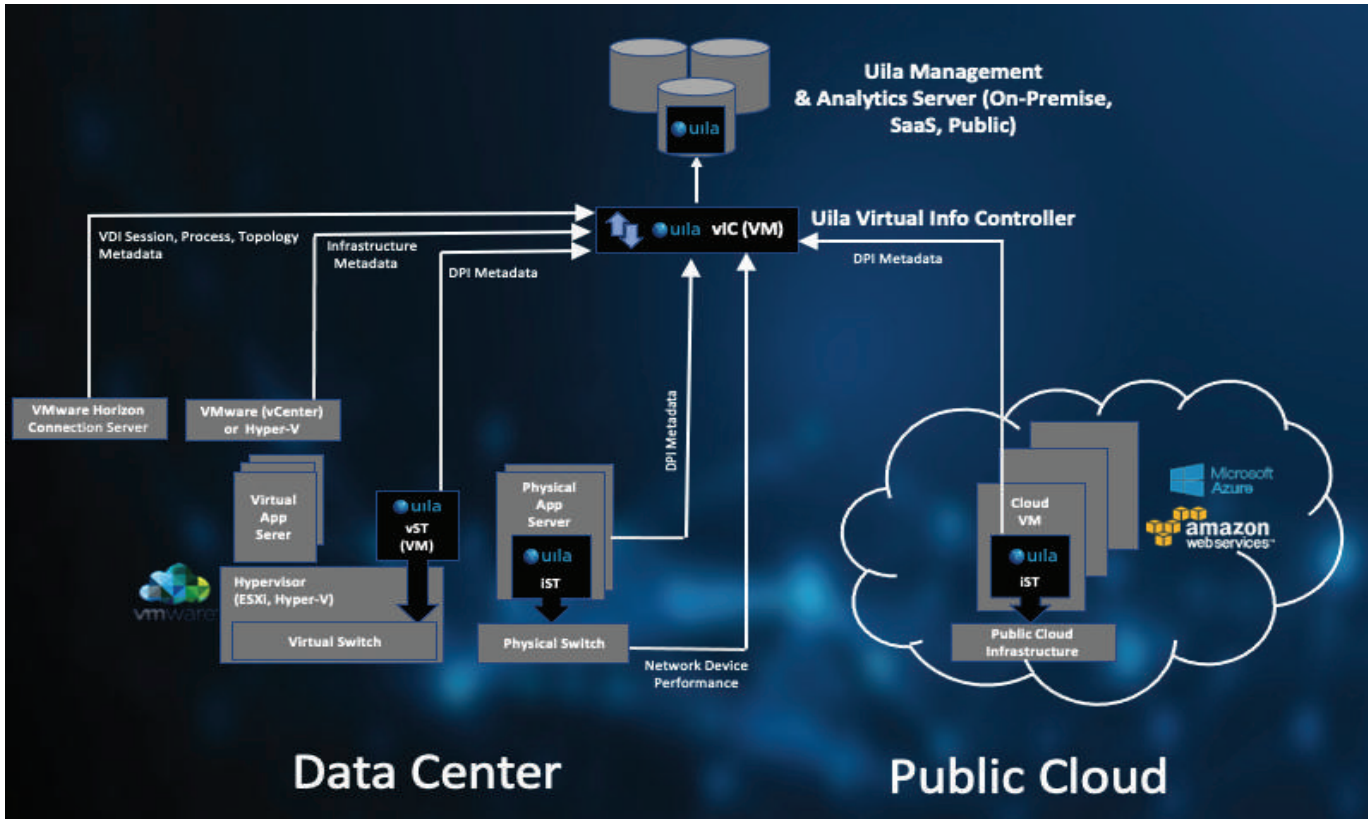 Uila Management
& Analytics Server (On-Premise,
SaaS, Public)
uila
uila vIC (VM)
Uila Virtual Info Controller
VDI Session, Process, Topology
Metadata
Infrastructure
Metadata
DPI Metadata
DPI Metadata
VMware Horizon
Connection Server
VMware (vCenter)
or Hyper-V
DPI Metadata
Virtual
App
Serer
uila
vST
(VM)
Physical
App
Server
uila
iST
Cloud
VM
uila
iST
Microsoft
Azure
amazon
webservices™
vmware
Hypervisor
(ESXi, Hyper-V)
Virtual Switch
Physical Switch
Public Cloud
Infrastructure
Network Device
Performance
Data Center
Public Cloud